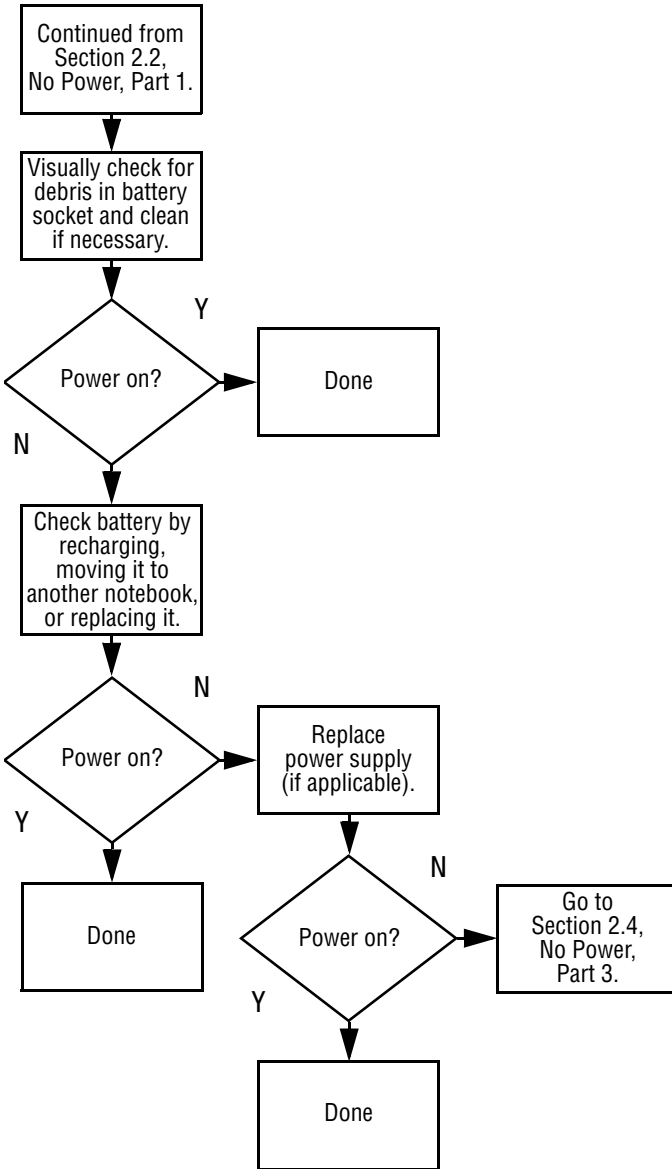 Continued from
Section 2.2,
No Power, Part 1.
Visually check for
debris in battery
socket and clean
if necessary.
Y
Power on?
Done
N
Check battery by
recharging,
moving it to
another notebook,
or replacing it.
N
Power on?
Replace
power supply
(if applicable).
Y
Done
N
Power on?
Go to
Section 2.4,
No Power,
Part 3.
Y
Done